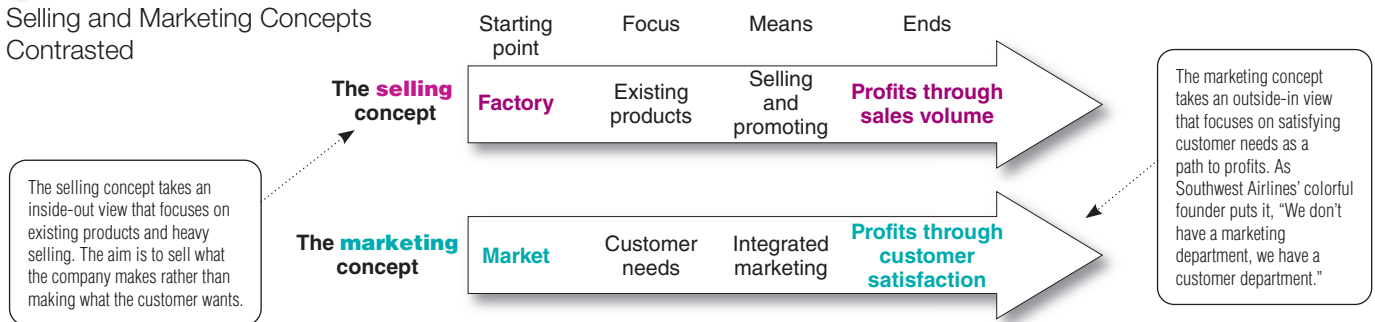 Selling and Marketing Concepts
Contrasted
Starting
point
Focus
Means
Ends
The selling
concept
Factory
Existing
products
Selling
and
promoting
Profits through
sales volume
The selling concept takes an
inside-out view that focuses on
existing products and heavy
selling. The aim is to sell what
the company makes rather than
making what the customer wants.
The marketing
concept
Market
Customer
needs
Integrated
marketing
Profits through
customer
satisfaction
The marketing concept
takes an outside-in view
that focuses on satisfying
customer needs as a
path to profits. As
Southwest Airlines’ colorful
founder puts it, “We don’t
have a marketing
department, we have a
customer department.”